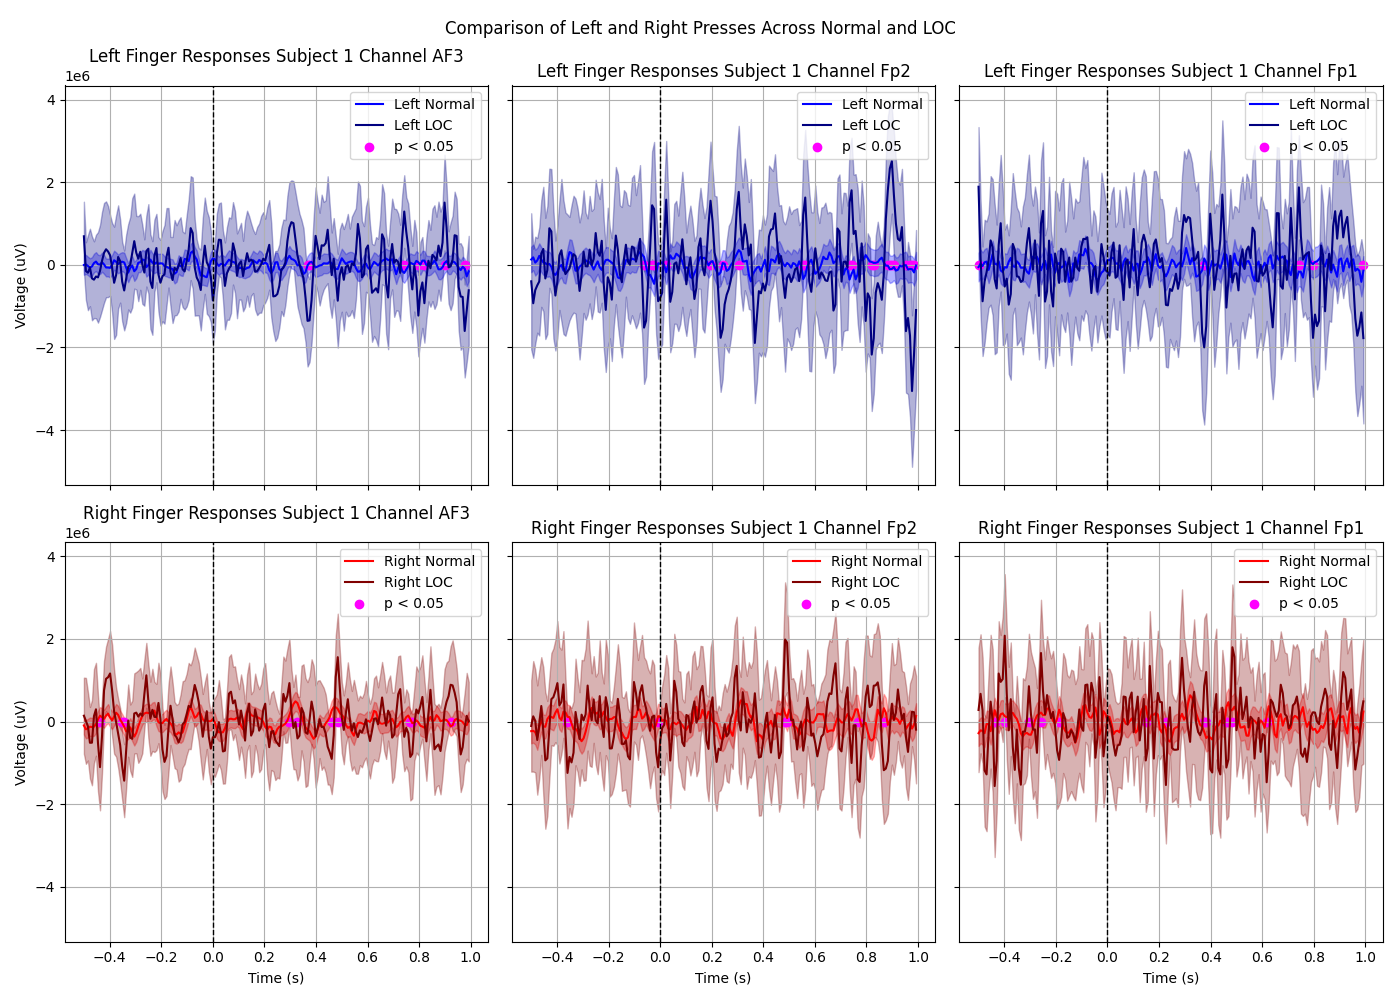 Comparison of Left and Right Presses Across Normal and LOC
Left Finger Responses Subject 1 Channel AF3
Left Finger Responses Subject 1 Channel Fp2
Left Finger Responses Subject 1 Channel Fp1
1e6
4
2
0
−2
−4
Voltage (uV)
Left Normal
Left LOC
p < 0.05
Left Normal
Left LOC
p < 0.05
Left Normal
Left LOC
p < 0.05
Right Finger Responses Subject 1 Channel AF3
Right Finger Responses Subject 1 Channel Fp2
Right Finger Responses Subject 1 Channel Fp1
1e6
4
2
0
−2
−4
Voltage (uV)
Right Normal
Right LOC
p < 0.05
Right Normal
Right LOC
p < 0.05
Right Normal
Right LOC
p < 0.05
−0.4 −0.2 0.0 0.2 0.4 0.6 0.8 1.0
−0.4 −0.2 0.0 0.2 0.4 0.6 0.8 1.0
−0.4 −0.2 0.0 0.2 0.4 0.6 0.8 1.0
Time (s)
Time (s)
Time (s)